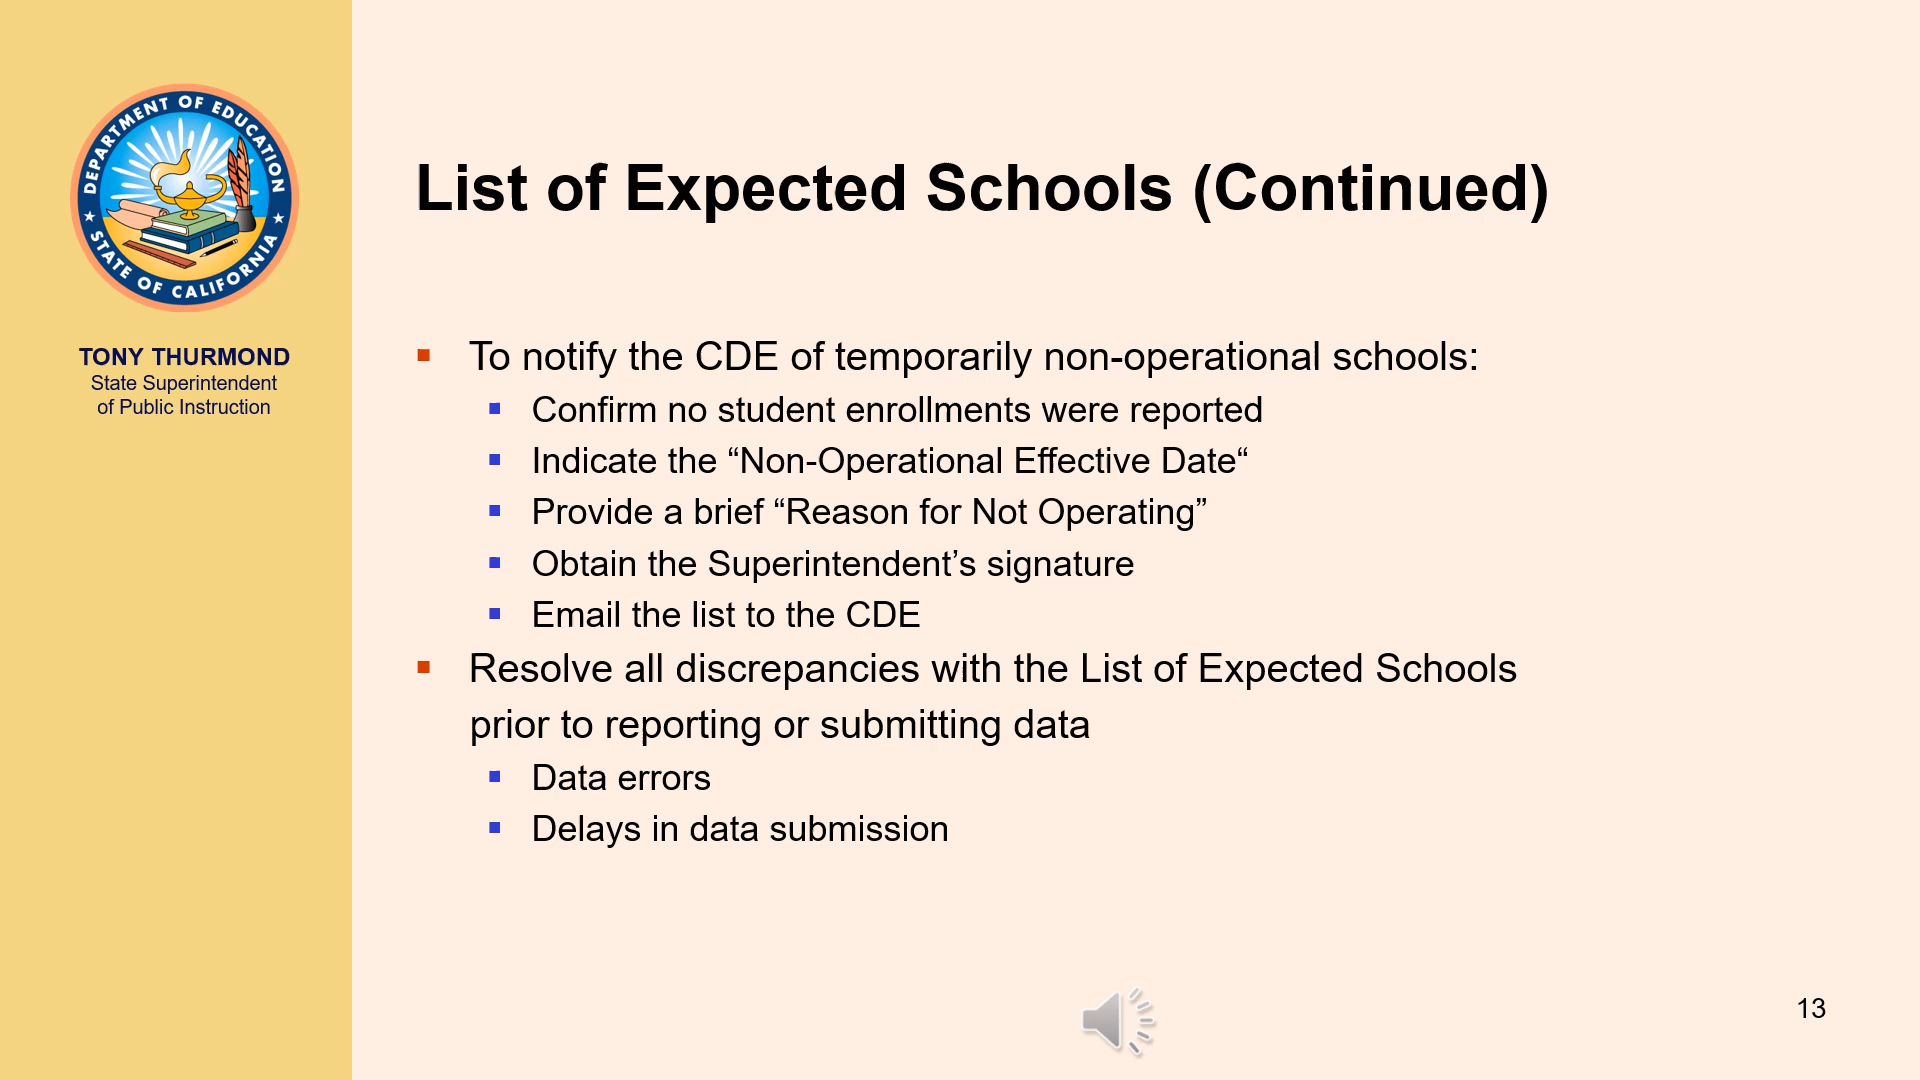 DEPARTMENT OF EDUCATION
STATE OF CALIFORNIA
TONY THURMOND
State Superintendent
of Public Instruction
List of Expected Schools (Continued)
To notify the CDE of temporarily non-operational schools:
Confirm no student enrollments were reported
Indicate the “Non-Operational Effective Date“
Provide a brief “Reason for Not Operating”
Obtain the Superintendent’s signature
Email the list to the CDE
Resolve all discrepancies with the List of Expected Schools
prior to reporting or submitting data
Data errors
Delays in data submission
13